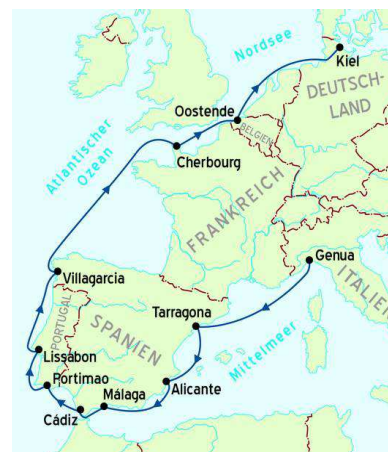 Nordsee
Kiel
DEUTSCH-
LAND
Oostende
BELGIEN
Cherbourg
Atlantischer
Ozean
FRANKREICH
Genua
ITALIEN
Villagarcia
Tarragona
Mittelmeer
PORTUGAL
SPANIEN
Lissabon
Portimao
Alicante
Málaga
Cádiz